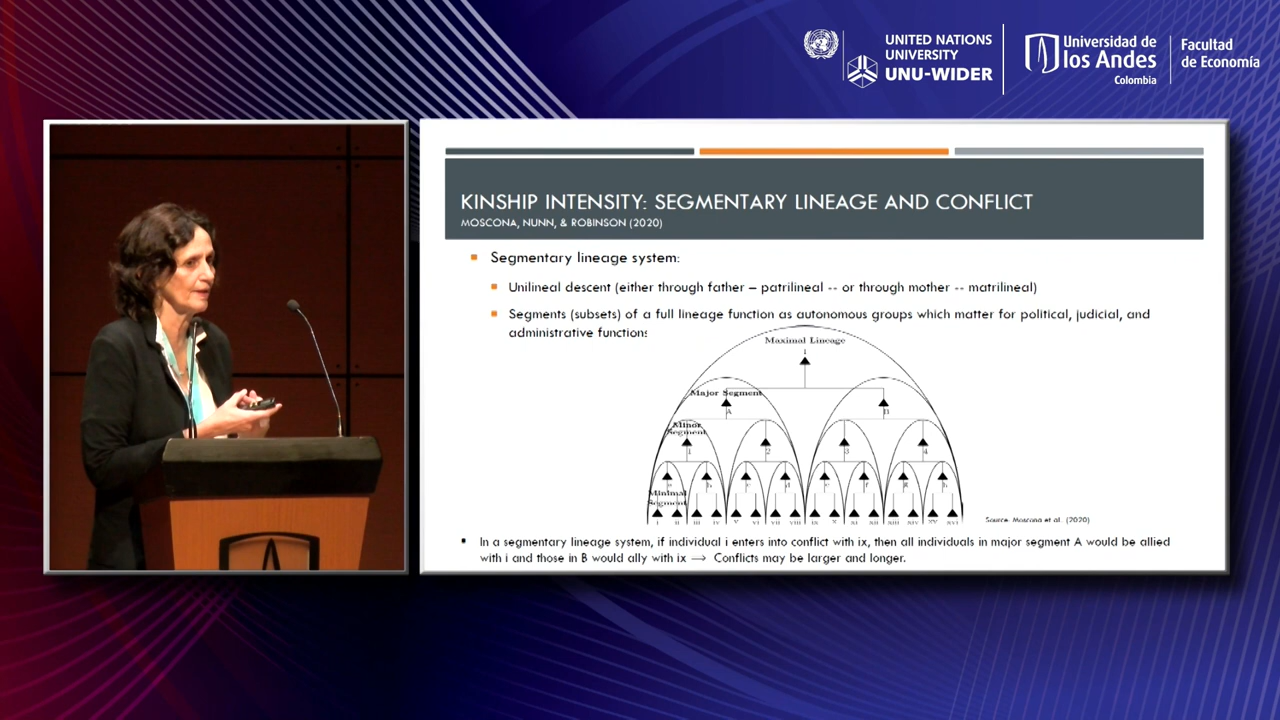 UNITED NATIONS
UNIVERSITY
UNU-WIDER
Universidad de
los Andes
Colombia
Facultad
de Economía
KINSHIP INTENSITY: SEGMENTARY LINEAGE AND CONFLICT
MOSCONA, NUNN, & ROBINSON (2020)
Segmentary lineage system:
Unilineal descent (either through father – patrilineal -- or through mother -- matrilineal)
Segments (subsets) of a full lineage function as autonomous groups which matter for political, judicial, and
administrative functions
Maximal Lineage
Major Segment
A
B
Minor
Segment
1
2
3
4
Minimal
Segment
Source: Moscona et al. (2020)
In a segmentary lineage system, if individual i enters into conflict with ix, then all individuals in major segment A would be allied
with i and those in B would ally with ix ⟶ Conflicts may be larger and longer.